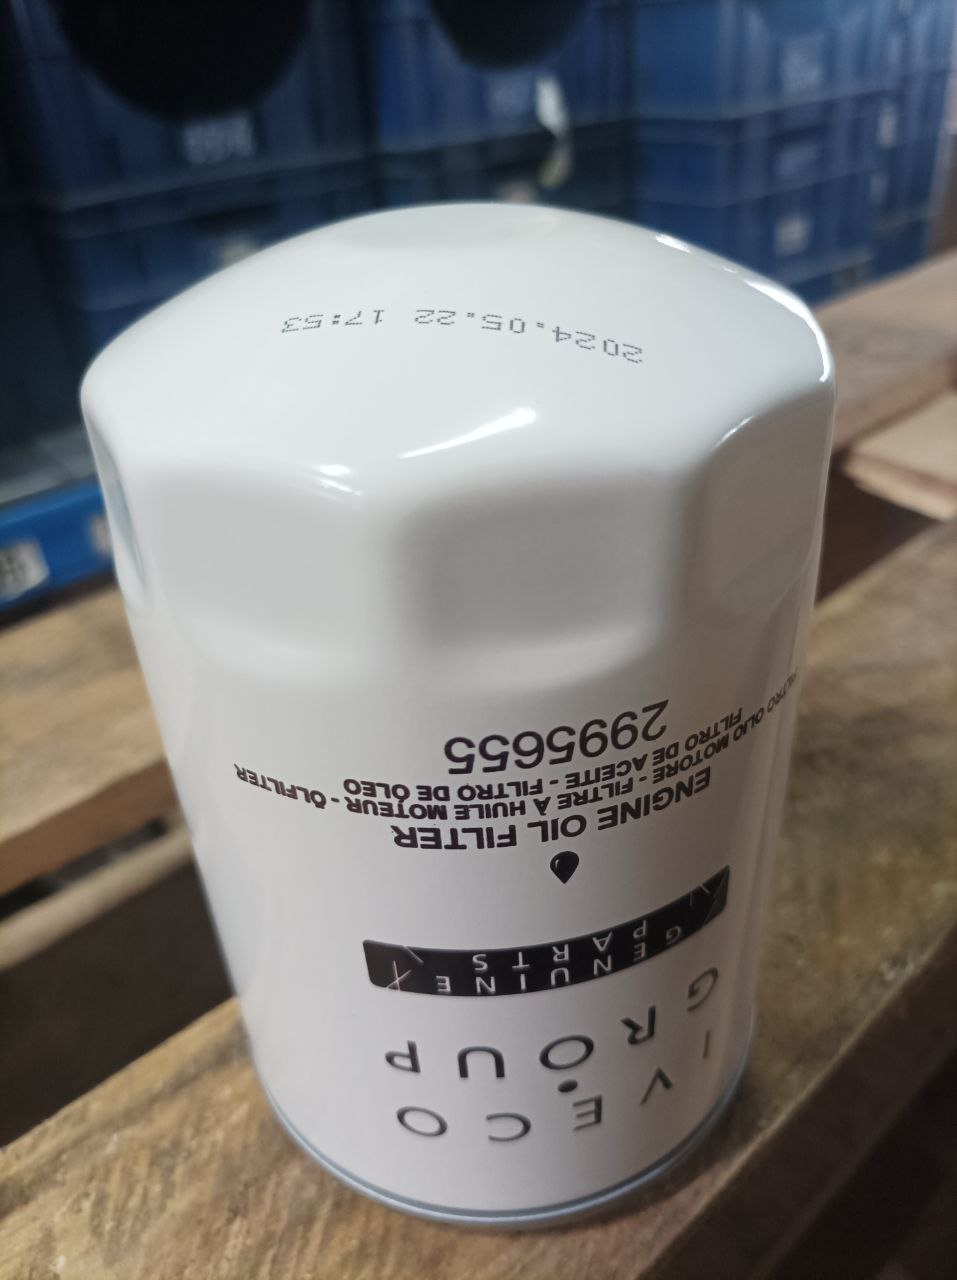 IVECO
GROUP
GENUINE
PARTS
ENGINE OIL FILTER
FILTRO OLIO MOTORE - FILTRE À HUILE MOTEUR - ÖLFILTER
FILTRO DE ACEITE - FILTRO DE ÓLEO
2995655
2024.05.22 17:53